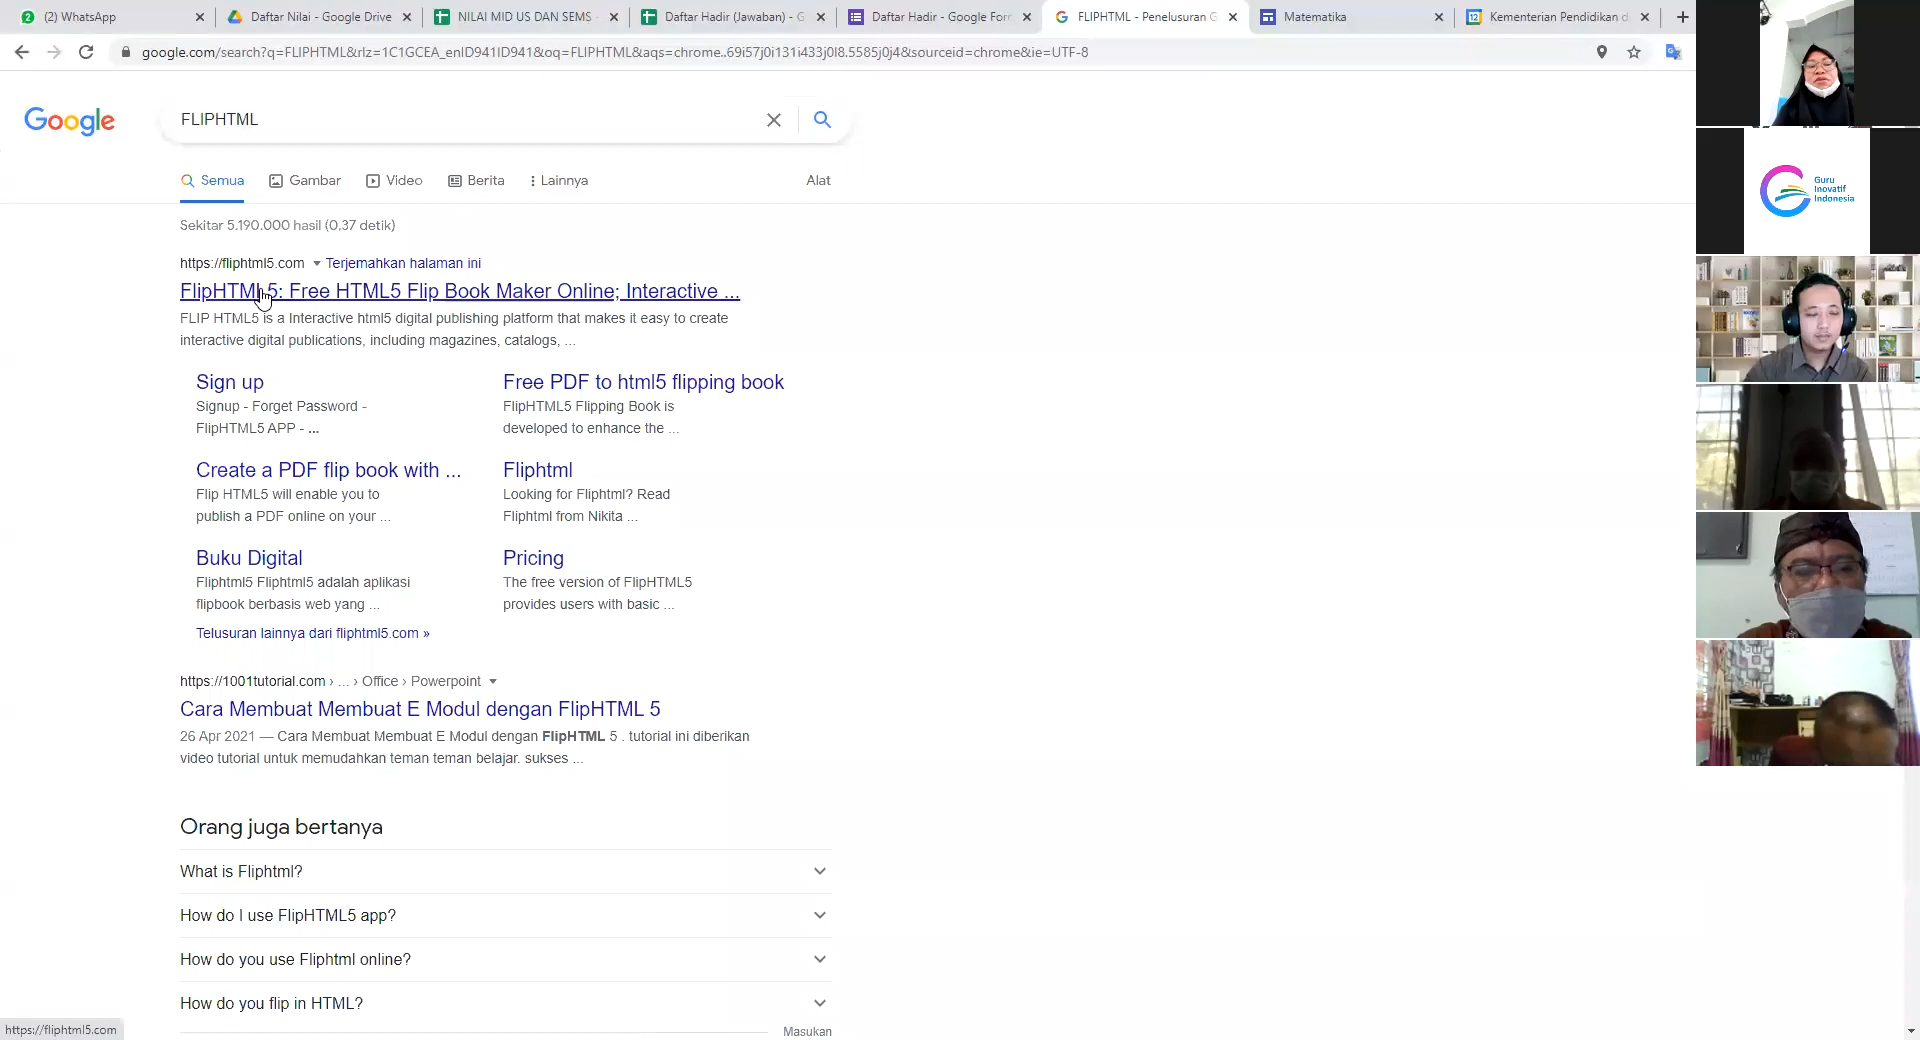 (2) WhatsApp
Daftar Nilai - Google Drive
NILAI MID US DAN SEMS
Daftar Hadir (Jawaban) - G
Daftar Hadir - Google For
FLIPHTML - Penelusuran G
Matematika
Kementerian Pendidikan d
google.com/search?q=FLIPHTML&rlz=1C1GCEA_enID941ID941&oq=FLIPHTML&aqs=chrome..69i57j0i131i433j0l8.5585j0j4&sourceid=chrome&ie=UTF-8
Google
FLIPHTML
Semua
Gambar
Video
Berita
Lainnya
Alat
Sekitar 5.190.000 hasil (0,37 detik)
https://fliphtml5.com
Terjemahkan halaman ini
FlipHTML5: Free HTML5 Flip Book Maker Online; Interactive ...
FLIP HTML5 is a Interactive html5 digital publishing platform that makes it easy to create
interactive digital publications, including magazines, catalogs, ...
Sign up
Signup - Forget Password -
FlipHTML5 APP - ...
Free PDF to html5 flipping book
FlipHTML5 Flipping Book is
developed to enhance the ...
Create a PDF flip book with ...
Flip HTML5 will enable you to
publish a PDF online on your ...
Fliphtml
Looking for Fliphtml? Read
Fliphtml from Nikita ...
Buku Digital
Fliphtml5 Fliphtml5 adalah aplikasi
flipbook berbasis web yang ...
Pricing
The free version of FlipHTML5
provides users with basic ...
Telusuran lainnya dari fliphtml5.com »
https://1001tutorial.com › ... › Office › Powerpoint
Cara Membuat Membuat E Modul dengan FlipHTML 5
26 Apr 2021 — Cara Membuat Membuat E Modul dengan FlipHTML 5 . tutorial ini diberikan
video tutorial untuk memudahkan teman teman belajar. sukses ...
Orang juga bertanya
What is Fliphtml?
How do I use FlipHTML5 app?
How do you use Fliphtml online?
How do you flip in HTML?
Masukan
https://fliphtml5.com
Guru
Inovatif
Indonesia